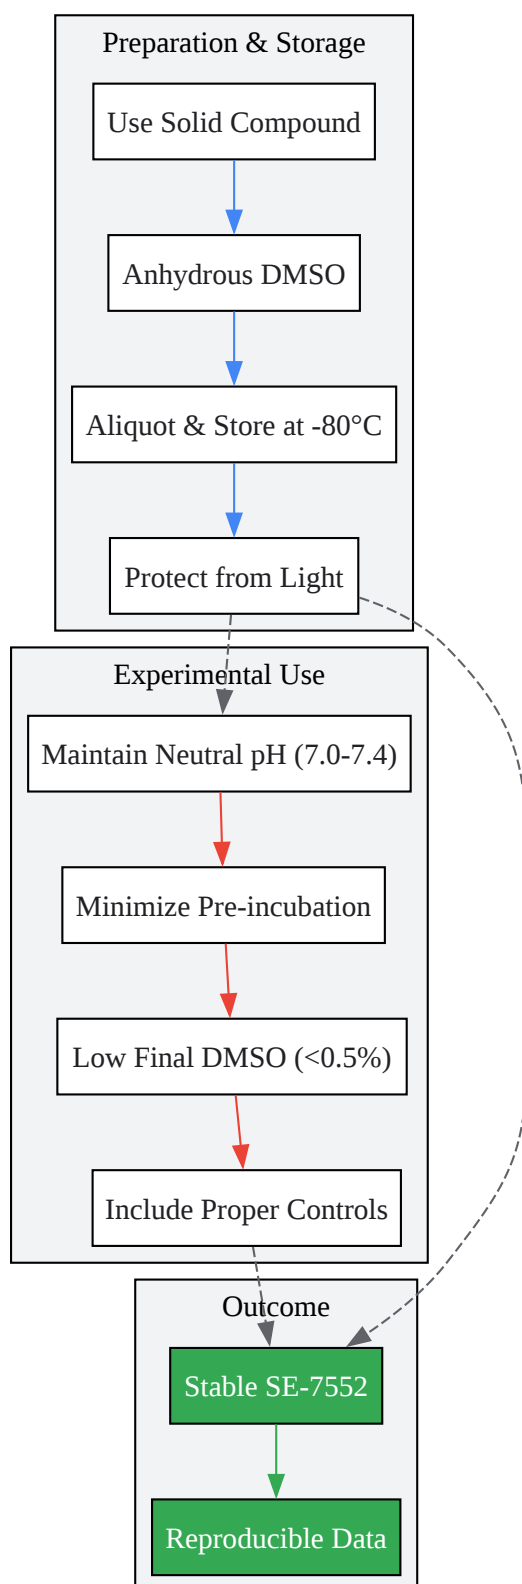 Preparation & Storage
Use Solid Compound
Anhydrous DMSO
Aliquot & Store at -80°C
Protect from Light
Experimental Use
Maintain Neutral pH (7.0-7.4)
Minimize Pre-incubation
Low Final DMSO (<0.5%)
Include Proper Controls
Outcome
Stable SE-7552
Reproducible Data